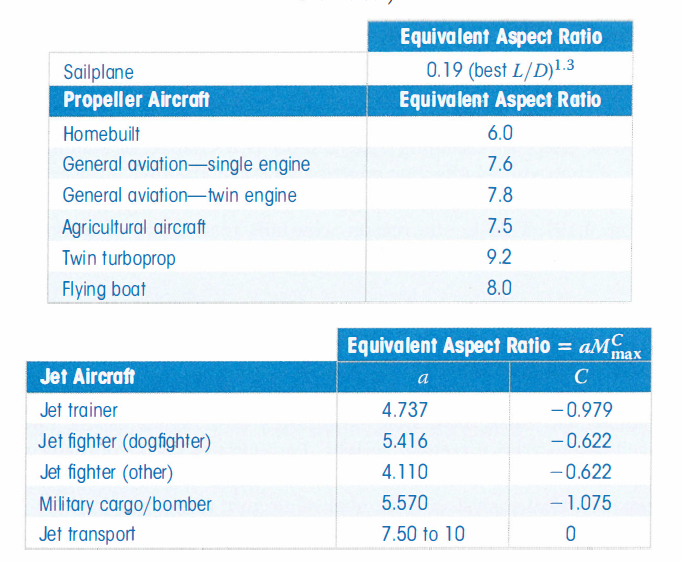 Equivalent Aspect Ratio
Sailplane 0.19 (best L/D)^1.3
Propeller Aircraft Equivalent Aspect Ratio
Homebuilt 6.0
General aviation—single engine 7.6
General aviation—twin engine 7.8
Agricultural aircraft 7.5
Twin turboprop 9.2
Flying boat 8.0
Equivalent Aspect Ratio = aM_max^C
Jet Aircraft a C
Jet trainer 4.737 −0.979
Jet fighter (dogfighter) 5.416 −0.622
Jet fighter (other) 4.110 −0.622
Military cargo/bomber 5.570 −1.075
Jet transport 7.50 to 10 0